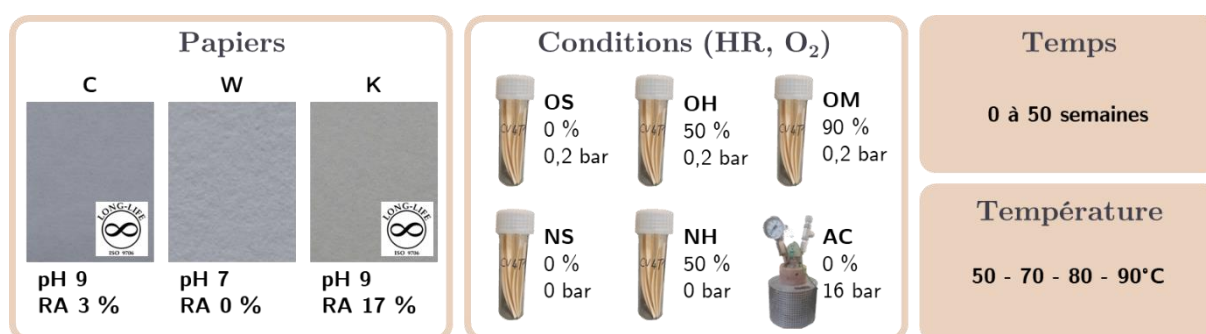 Papiers
C
W
K
LONG-LIFE
ISO 9706
LONG-LIFE
ISO 9706
pH 9
RA 3 %
pH 7
RA 0 %
pH 9
RA 17 %
Conditions (HR, O₂)
OS
0 %
0,2 bar
OH
50 %
0,2 bar
OM
90 %
0,2 bar
NS
0 %
0 bar
NH
50 %
0 bar
AC
0 %
16 bar
Temps
0 à 50 semaines
Température
50 - 70 - 80 - 90°C